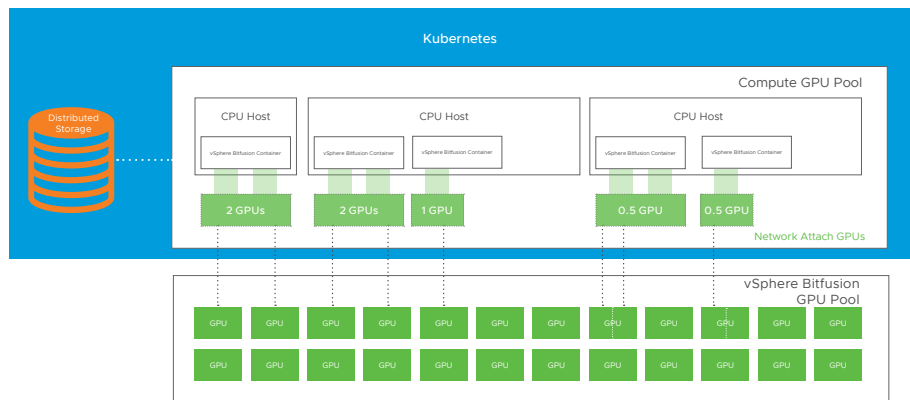 Kubernetes
Compute GPU Pool
Distributed
Storage
CPU Host
CPU Host
CPU Host
vSphere Bitfusion Container
vSphere Bitfusion Container
vSphere Bitfusion Container
vSphere Bitfusion Container
vSphere Bitfusion Container
2 GPUs
2 GPUs
1 GPU
0.5 GPU
0.5 GPU
Network Attach GPUs
vSphere Bitfusion
GPU Pool
GPU GPU GPU GPU GPU GPU GPU GPU GPU GPU GPU GPU
GPU GPU GPU GPU GPU GPU GPU GPU GPU GPU GPU GPU